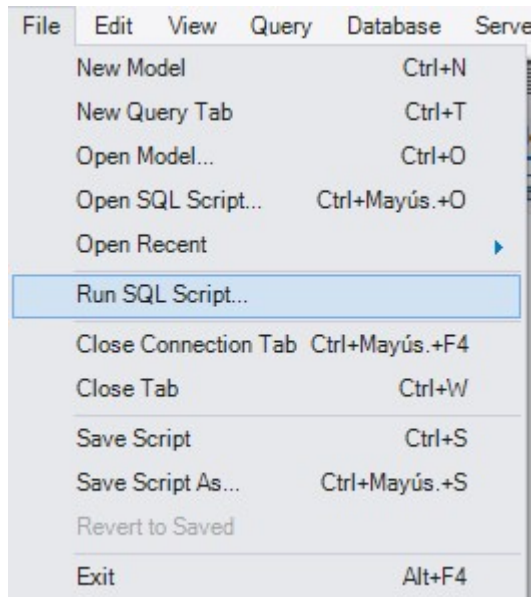 File Edit View Query Database Serve
New Model Ctrl+N
New Query Tab Ctrl+T
Open Model... Ctrl+O
Open SQL Script... Ctrl+Mayús.+O
Open Recent
Run SQL Script...
Close Connection Tab Ctrl+Mayús.+F4
Close Tab Ctrl+W
Save Script Ctrl+S
Save Script As... Ctrl+Mayús.+S
Revert to Saved
Exit Alt+F4